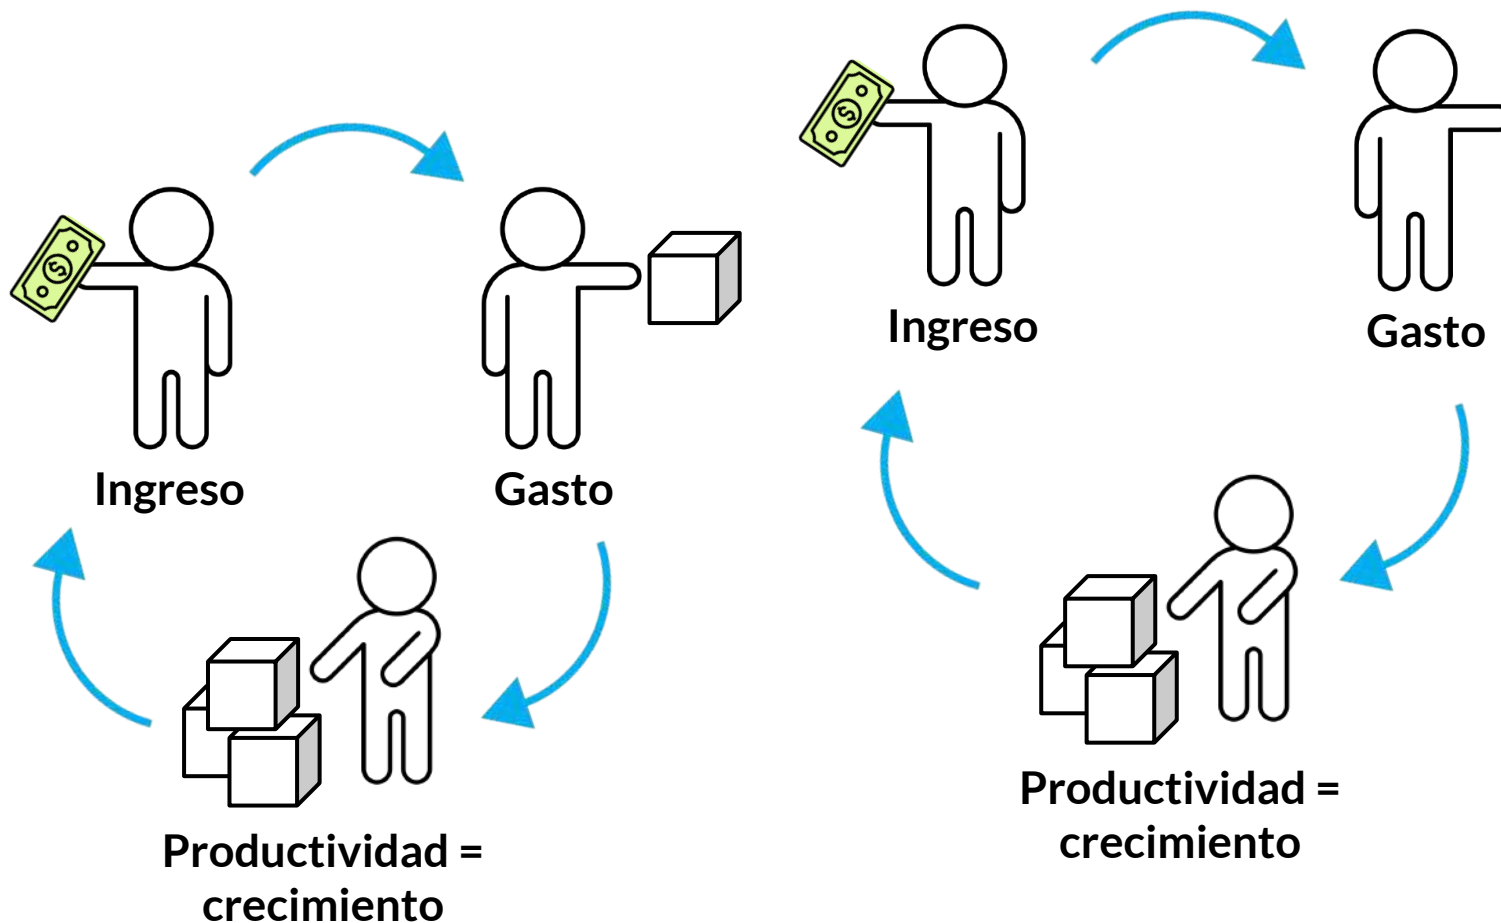 Ingreso
Gasto
Productividad =
crecimiento
Ingreso
Gasto
Productividad =
crecimiento